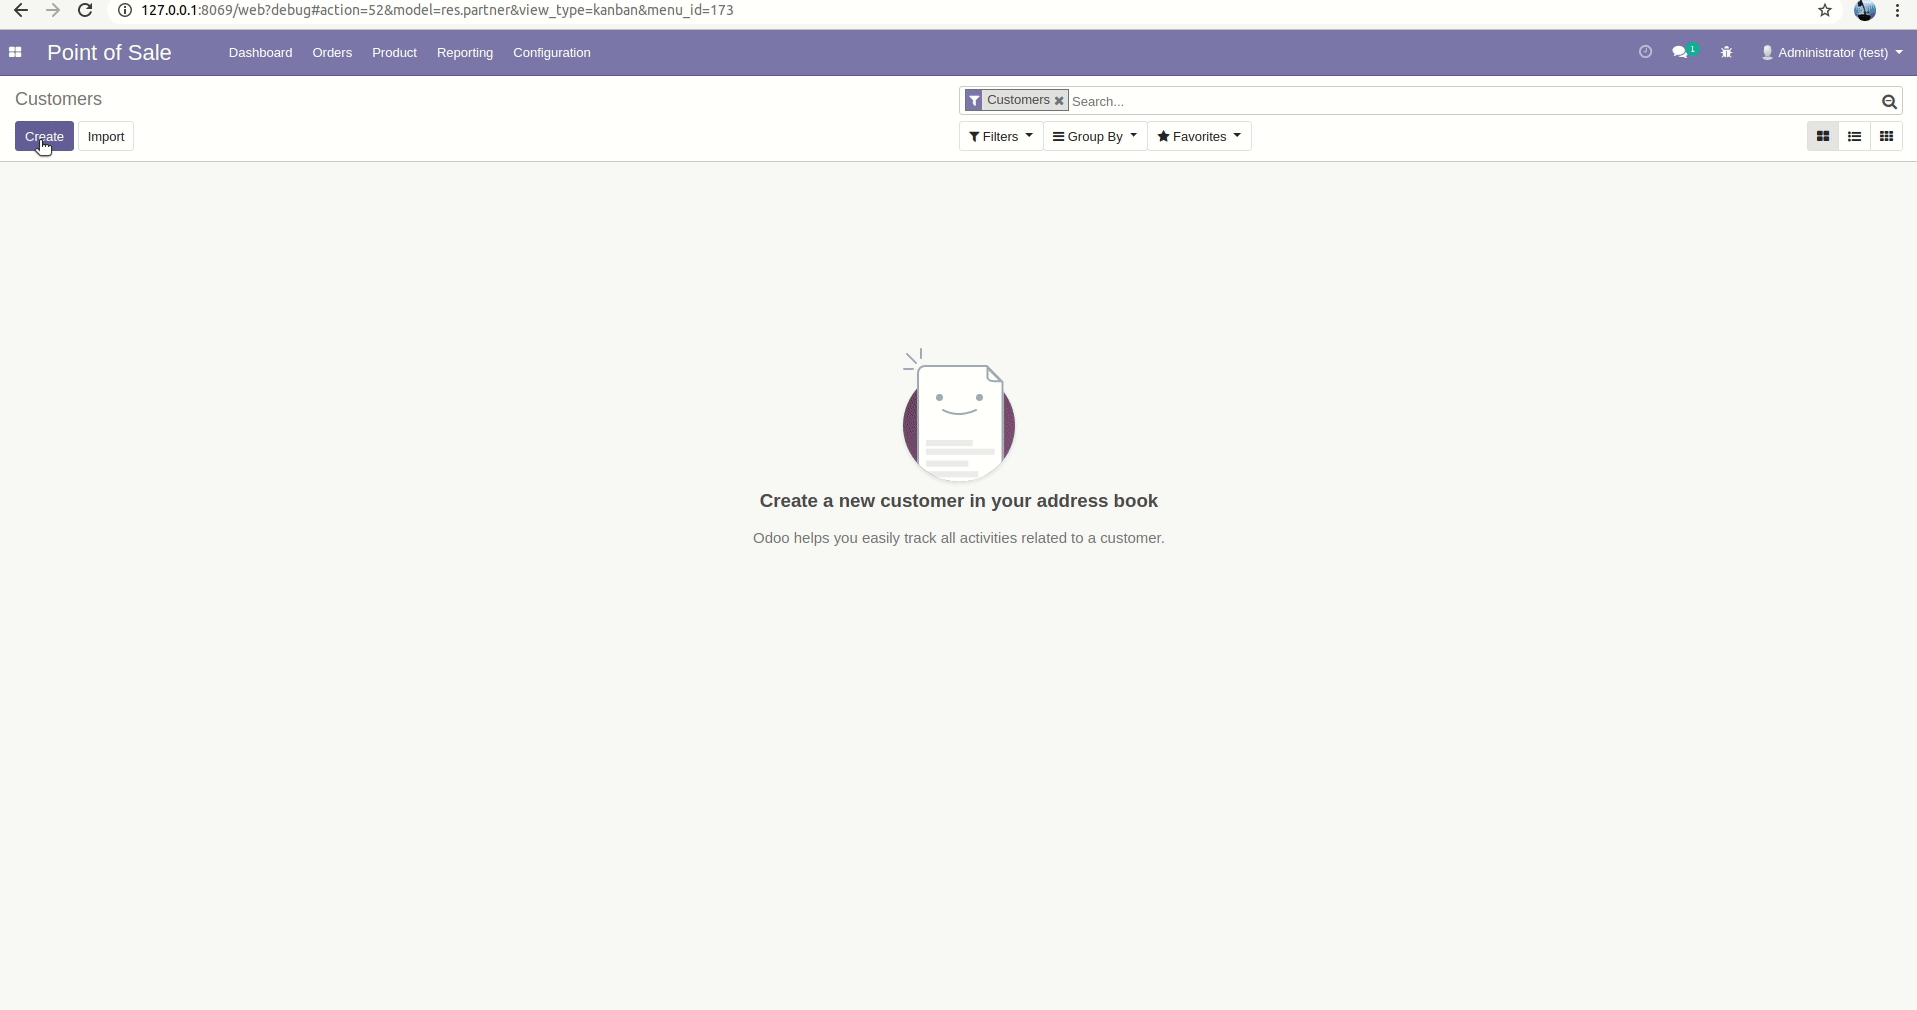 127.0.0.1:8069/web?debug#action=52&model=res.partner&view_type=kanban&menu_id=173
Point of Sale Dashboard Orders Product Reporting Configuration 1 Administrator (test)
Customers
Customers Search...
Create Import Filters Group By Favorites
Create a new customer in your address book
Odoo helps you easily track all activities related to a customer.